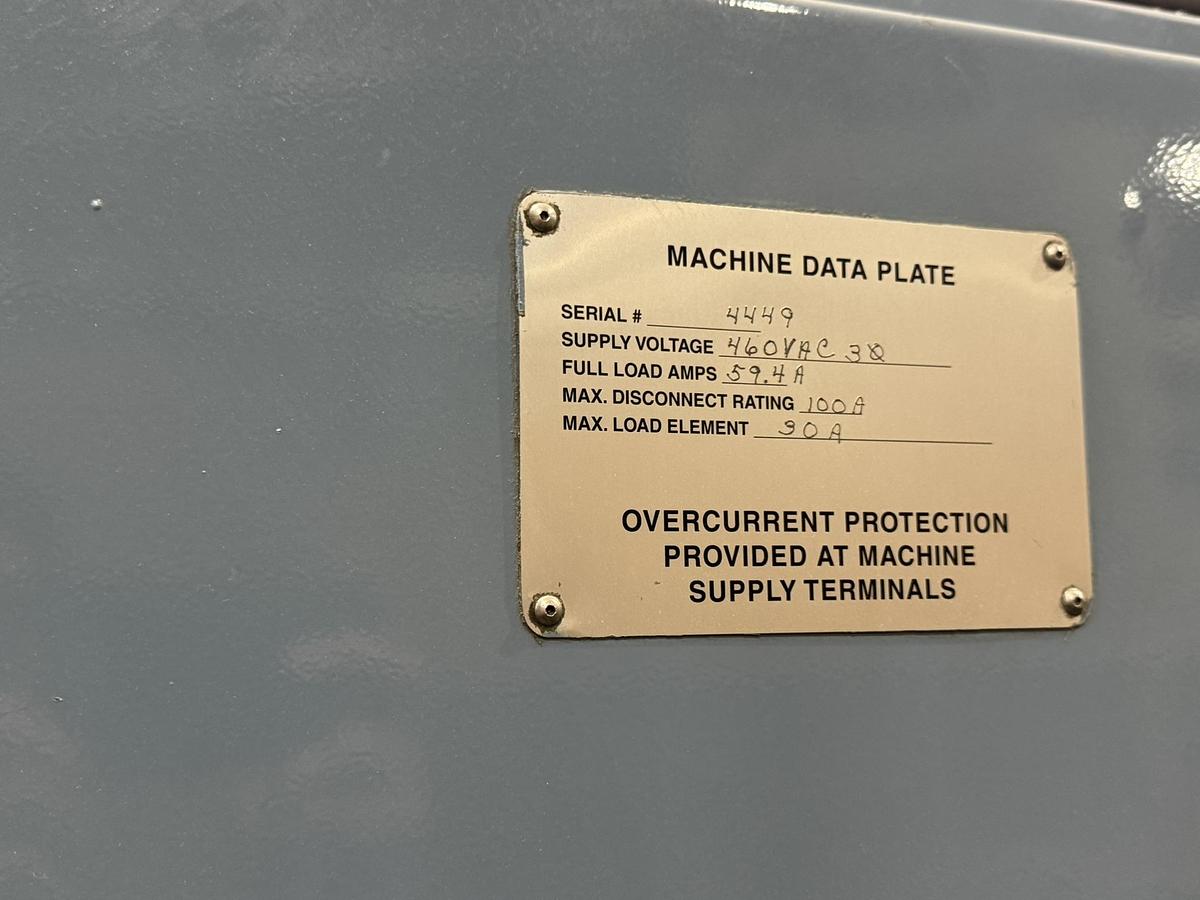 MACHINE DATA PLATE
SERIAL # 4449
SUPPLY VOLTAGE 460VAC 3Ø
FULL LOAD AMPS 59.4A
MAX. DISCONNECT RATING 100A
MAX. LOAD ELEMENT 30A
OVERCURRENT PROTECTION
PROVIDED AT MACHINE
SUPPLY TERMINALS